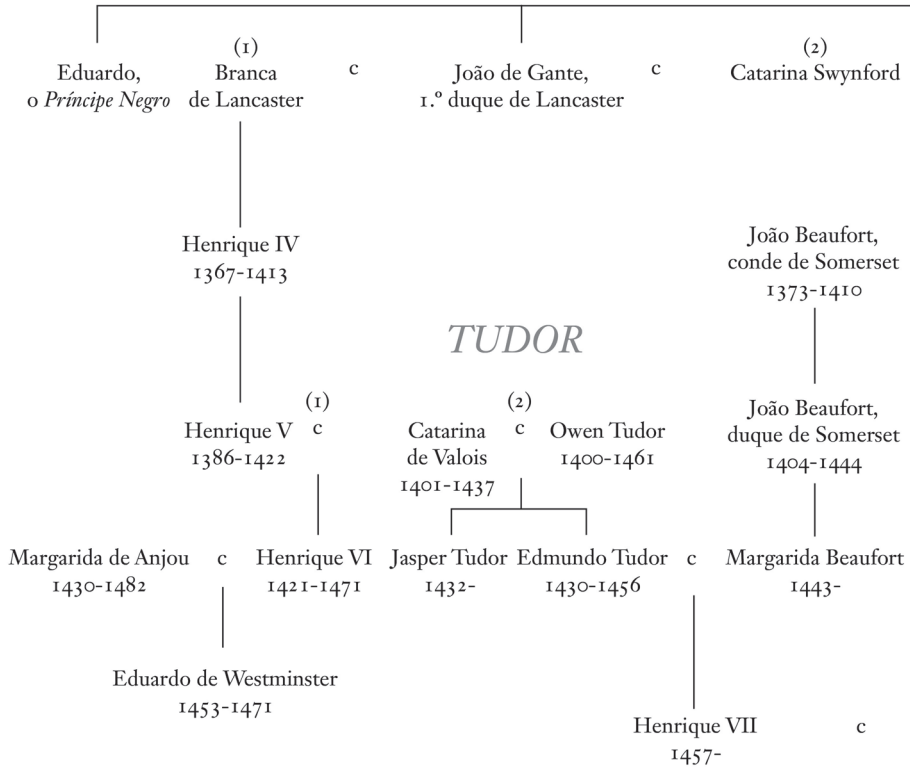 (1)
(2)
Eduardo,
o Príncipe Negro
Branca
de Lancaster
c
João de Gante,
1.º duque de Lancaster
c
Catarina Swynford
Henrique IV
1367-1413
João Beaufort,
conde de Somerset
1373-1410
TUDOR
Henrique V
1386-1422
(1)
c
Catarina
de Valois
1401-1437
(2)
c
Owen Tudor
1400-1461
João Beaufort,
duque de Somerset
1404-1444
Margarida de Anjou
1430-1482
c
Henrique VI
1421-1471
Jasper Tudor
1432-
Edmundo Tudor
1430-1456
c
Margarida Beaufort
1443-
Eduardo de Westminster
1453-1471
Henrique VII
1457-
c